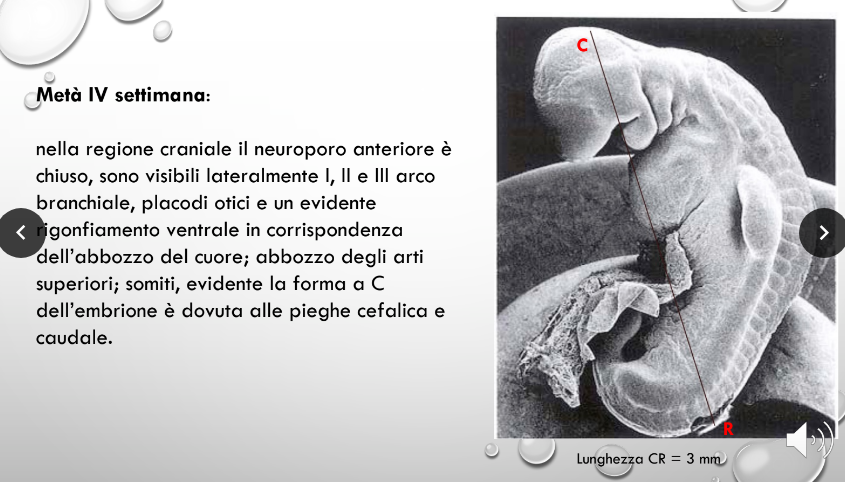 Metà IV settimana:
nella regione craniale il neuroporo anteriore è
chiuso, sono visibili lateralmente I, II e III arco
branchiale, placodi otici e un evidente
rigonfiamento ventrale in corrispondenza
dell'abbozzo del cuore; abbozzo degli arti
superiori; somiti, evidente la forma a C
dell'embrione è dovuta alle pieghe cefalica e
caudale.
C
R
Lunghezza CR = 3 mm